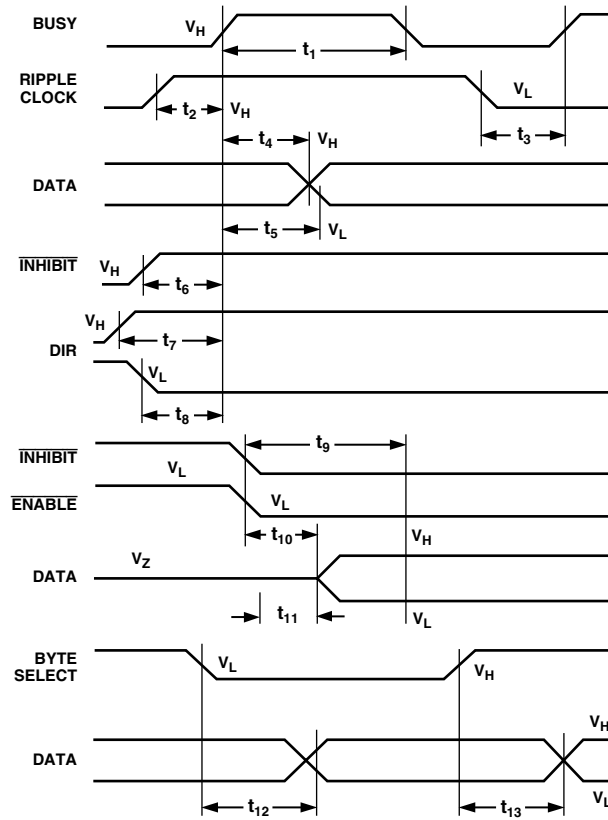 BUSY
V_H
t_1
RIPPLE
CLOCK
t_2
V_H
V_L
t_3
t_4
V_H
DATA
t_5
V_L
INHIBIT
V_H
t_6
V_H
DIR
t_7
V_L
t_8
INHIBIT
t_9
V_L
ENABLE
V_L
t_10
V_H
V_Z
DATA
t_11
V_L
BYTE
SELECT
V_L
V_H
DATA
V_H
t_12
t_13
V_L